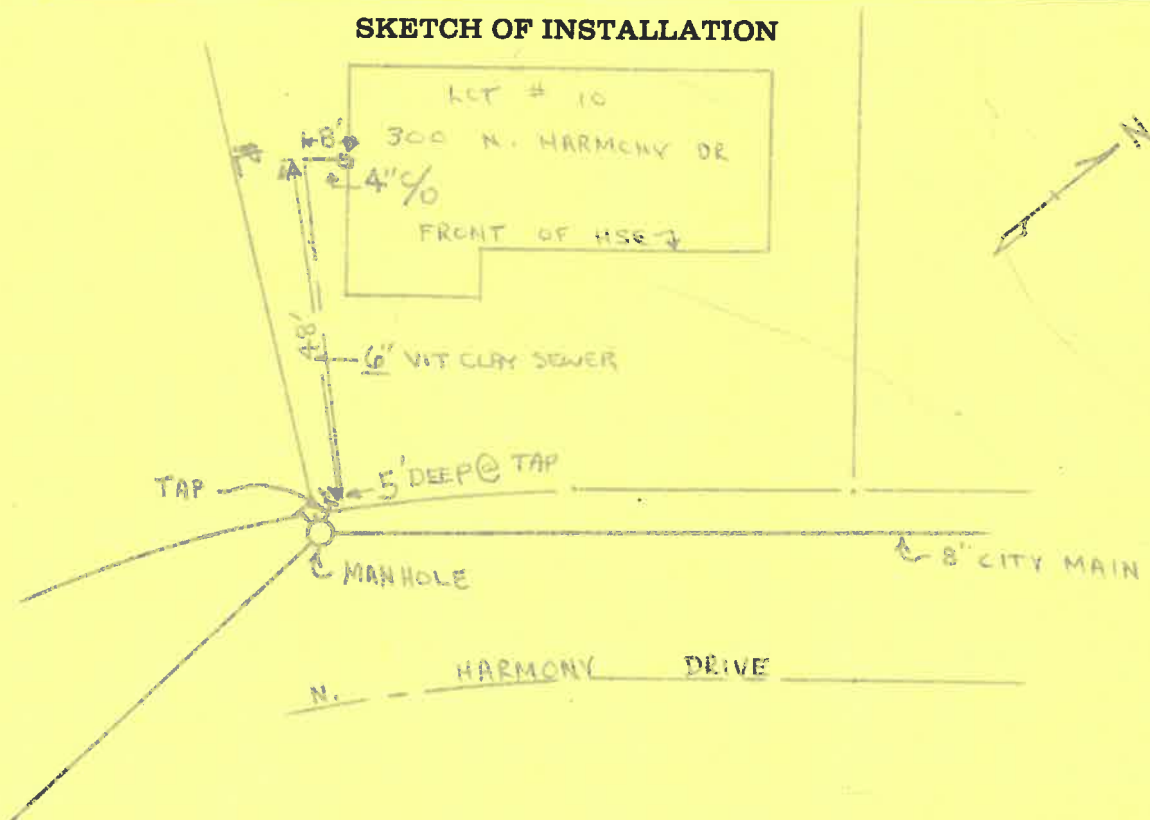 SKETCH OF INSTALLATION
LOT # 10
300 N. HARMONY DR
8'
4" C/O
FRONT OF HSE
N
48'
6" VIT CLAY SEWER
TAP
5' DEEP @ TAP
MANHOLE
8" CITY MAIN
N. HARMONY DRIVE